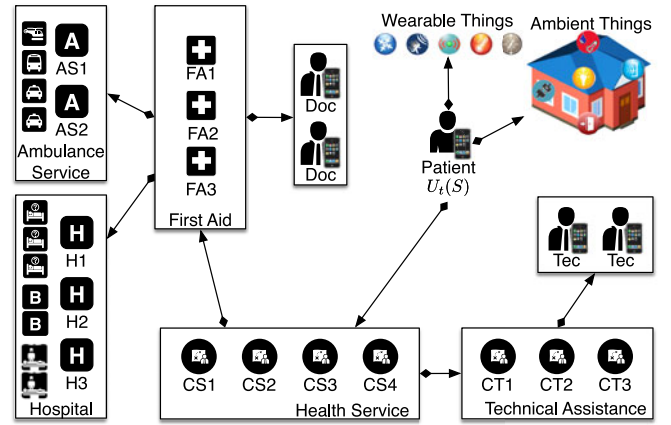 Wearable Things
Ambient Things
A
AS1
A
AS2
Ambulance
Service
FA1
FA2
FA3
First Aid
Doc
Doc
Patient
U_t(S)
?
?
?
B
B
H
H1
H
H2
H
H3
Hospital
Tec Tec
CS1 CS2 CS3 CS4
Health Service
CT1 CT2 CT3
Technical Assistance